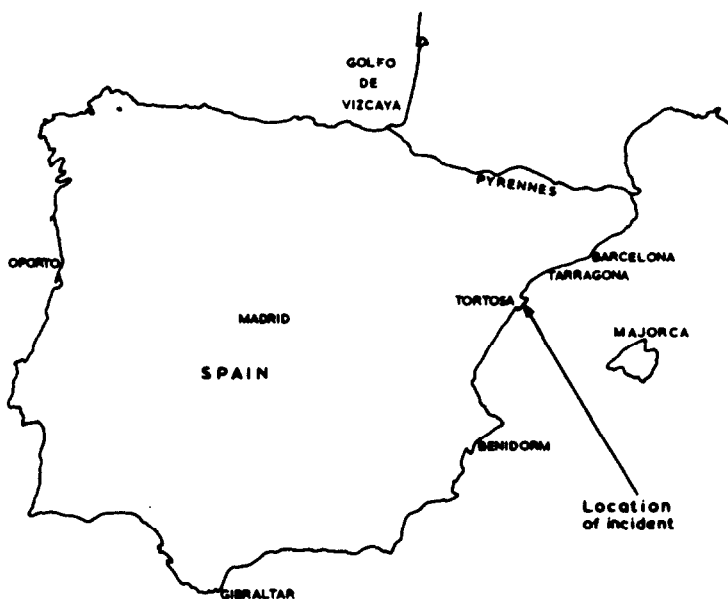 GOLFO
DE
VIZCAYA
PYRENNES
OPORTO
BARCELONA
TARRAGONA
TORTOSA
MADRID
MAJORCA
SPAIN
BENIDORM
Location
of incident
GIBRALTAR